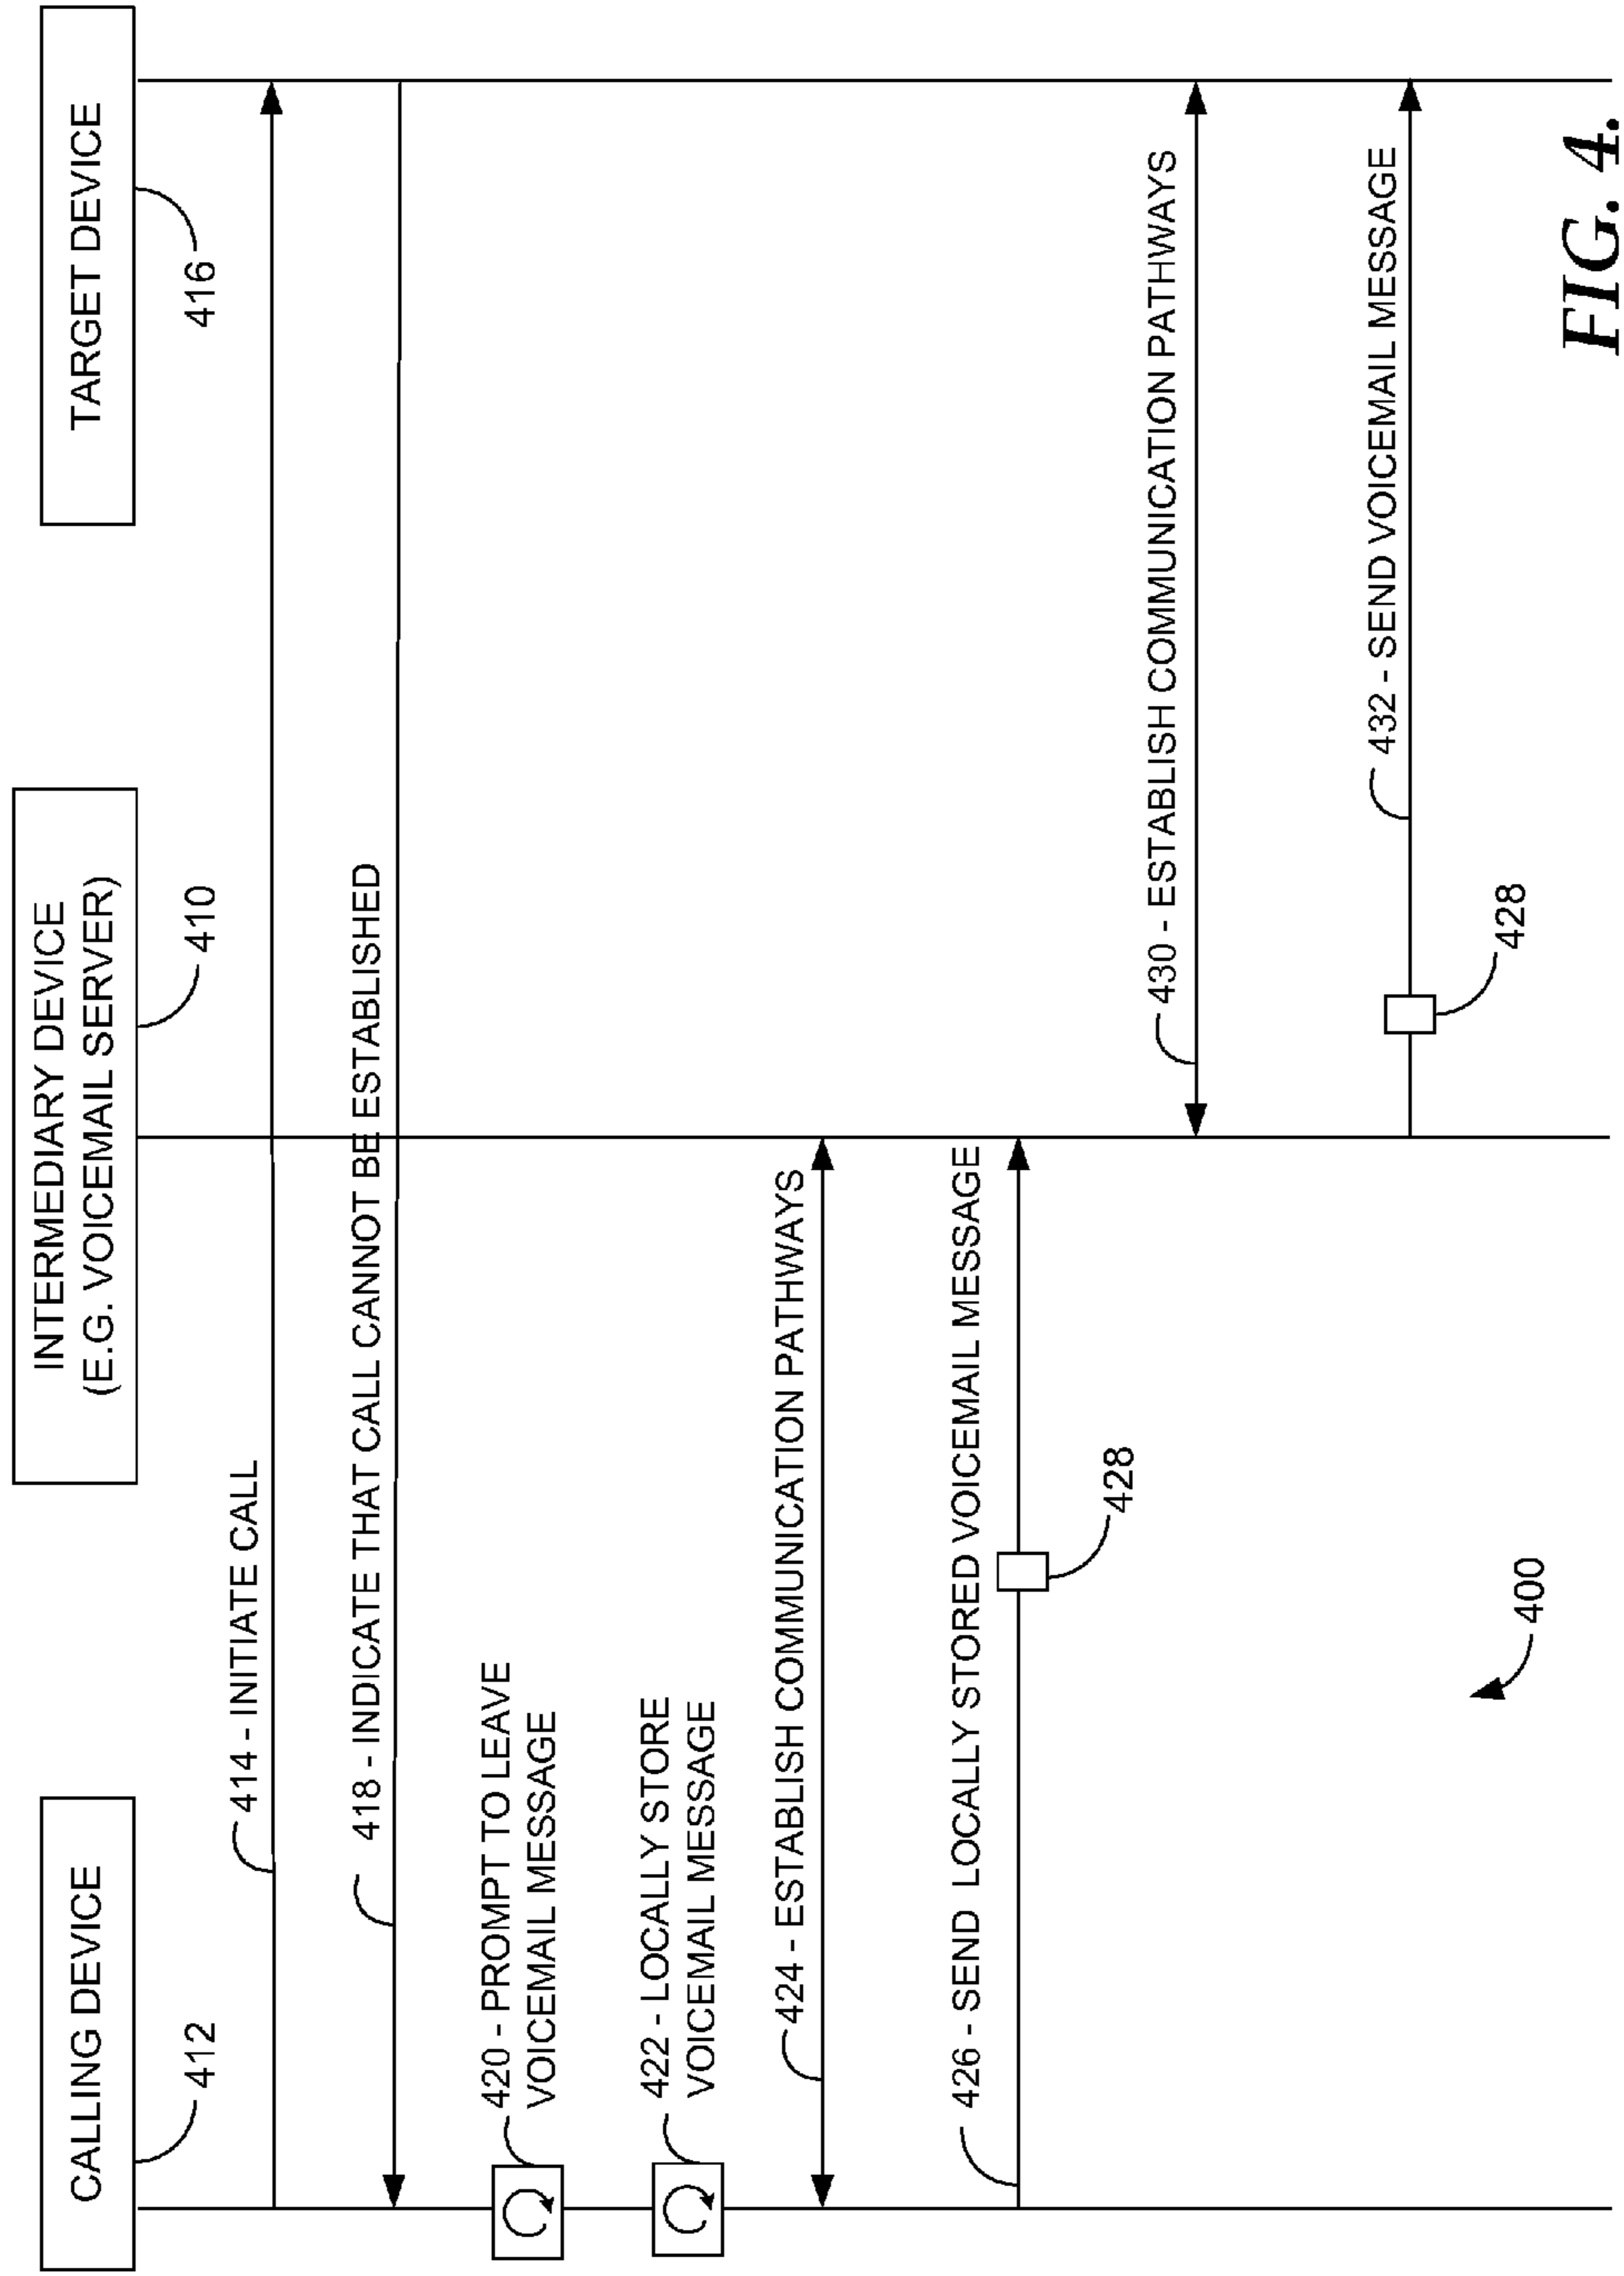 CALLING DEVICE
INTERMEDIARY DEVICE
(E.G. VOICEMAIL SERVER)
TARGET DEVICE
412
410
416
414 - INITIATE CALL
418 - INDICATE THAT CALL CANNOT BE ESTABLISHED
420 - PROMPT TO LEAVE
VOICEMAIL MESSAGE
422 - LOCALLY STORE
VOICEMAIL MESSAGE
424 - ESTABLISH COMMUNICATION PATHWAYS
426 - SEND LOCALLY STORED VOICEMAIL MESSAGE
428
430 - ESTABLISH COMMUNICATION PATHWAYS
432 - SEND VOICEMAIL MESSAGE
428
400
FIG. 4.